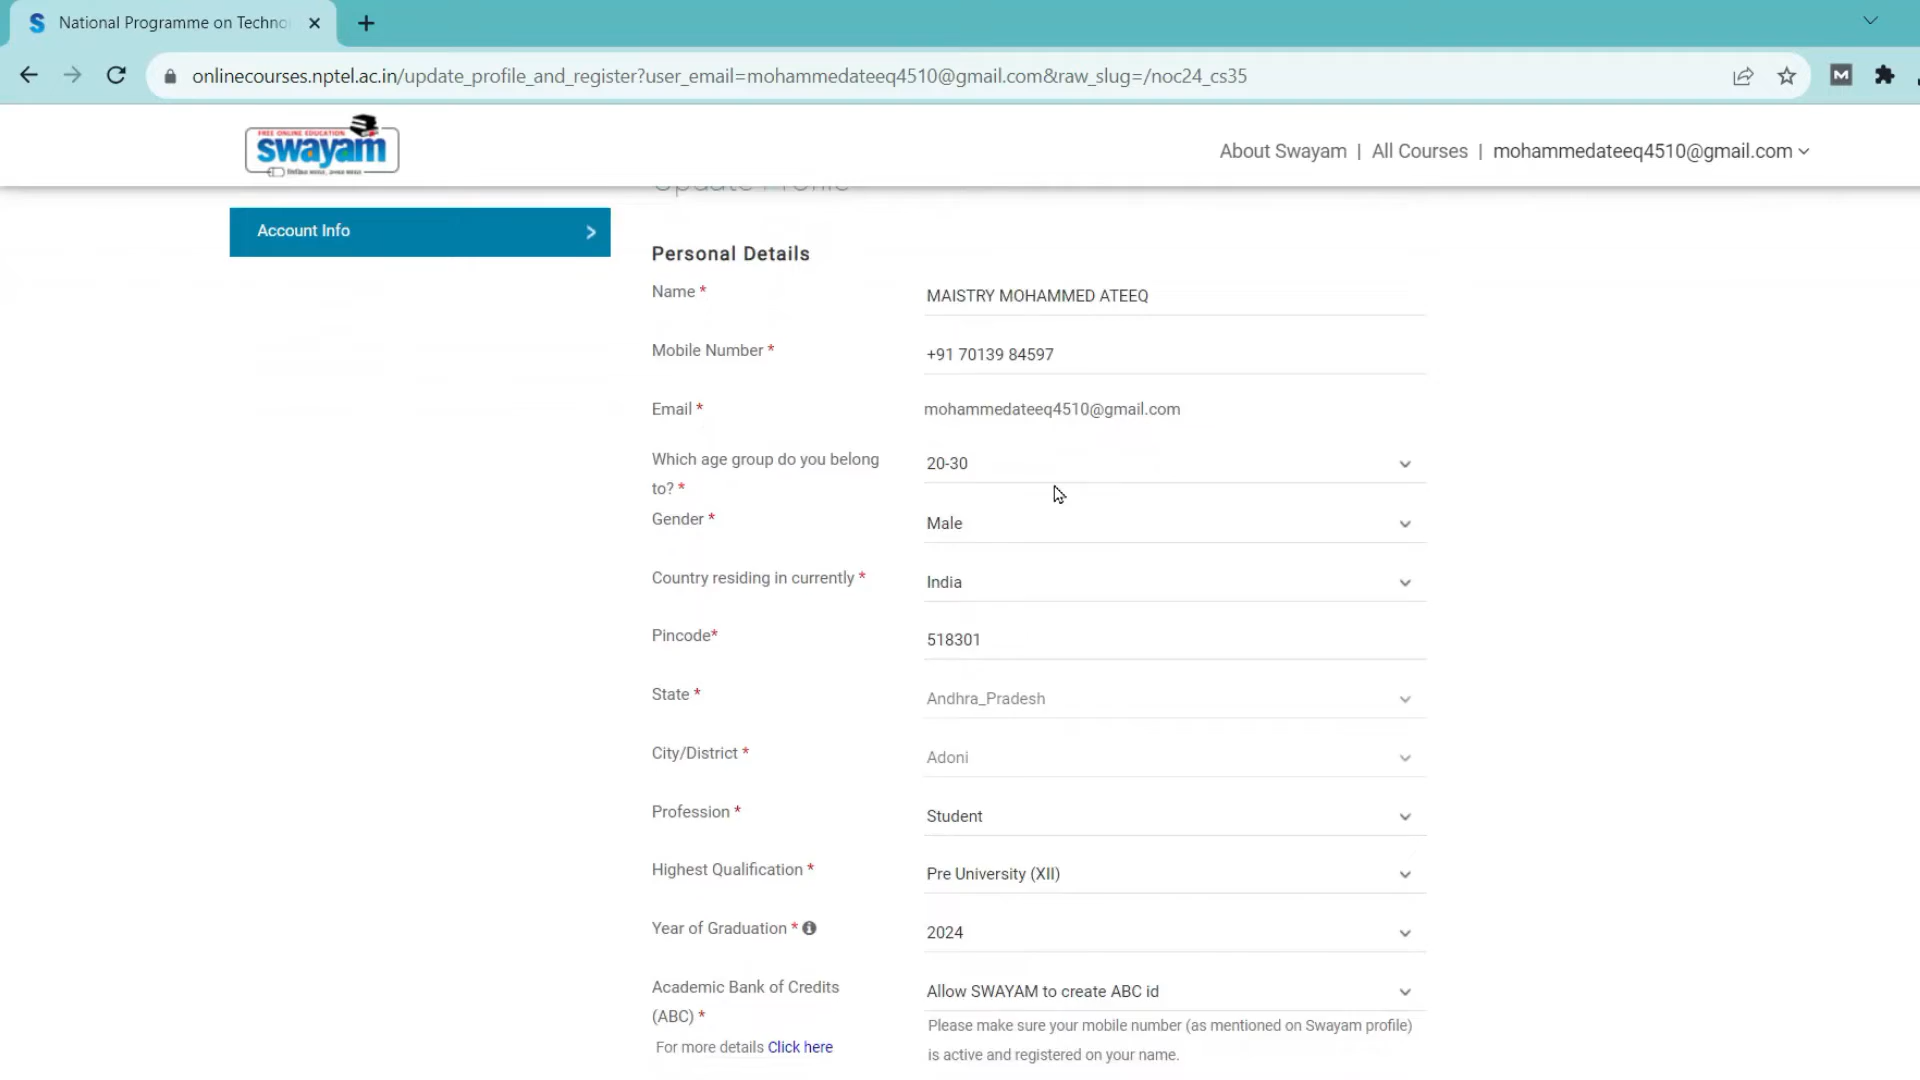 National Programme on Techno
onlinecourses.nptel.ac.in/update_profile_and_register?user_email=mohammedateeq4510@gmail.com&raw_slug=/noc24_cs35
FREE ONLINE EDUCATION
swayam
About Swayam | All Courses | mohammedateeq4510@gmail.com
Update Profile
Account Info
Personal Details
Name * MAISTRY MOHAMMED ATEEQ
Mobile Number * +91 70139 84597
Email * mohammedateeq4510@gmail.com
Which age group do you belong
to? * 20-30
Gender * Male
Country residing in currently * India
Pincode* 518301
State * Andhra_Pradesh
City/District * Adoni
Profession * Student
Highest Qualification * Pre University (XII)
Year of Graduation * 2024
Academic Bank of Credits
(ABC) * Allow SWAYAM to create ABC id
For more details Click here
Please make sure your mobile number (as mentioned on Swayam profile)
is active and registered on your name.